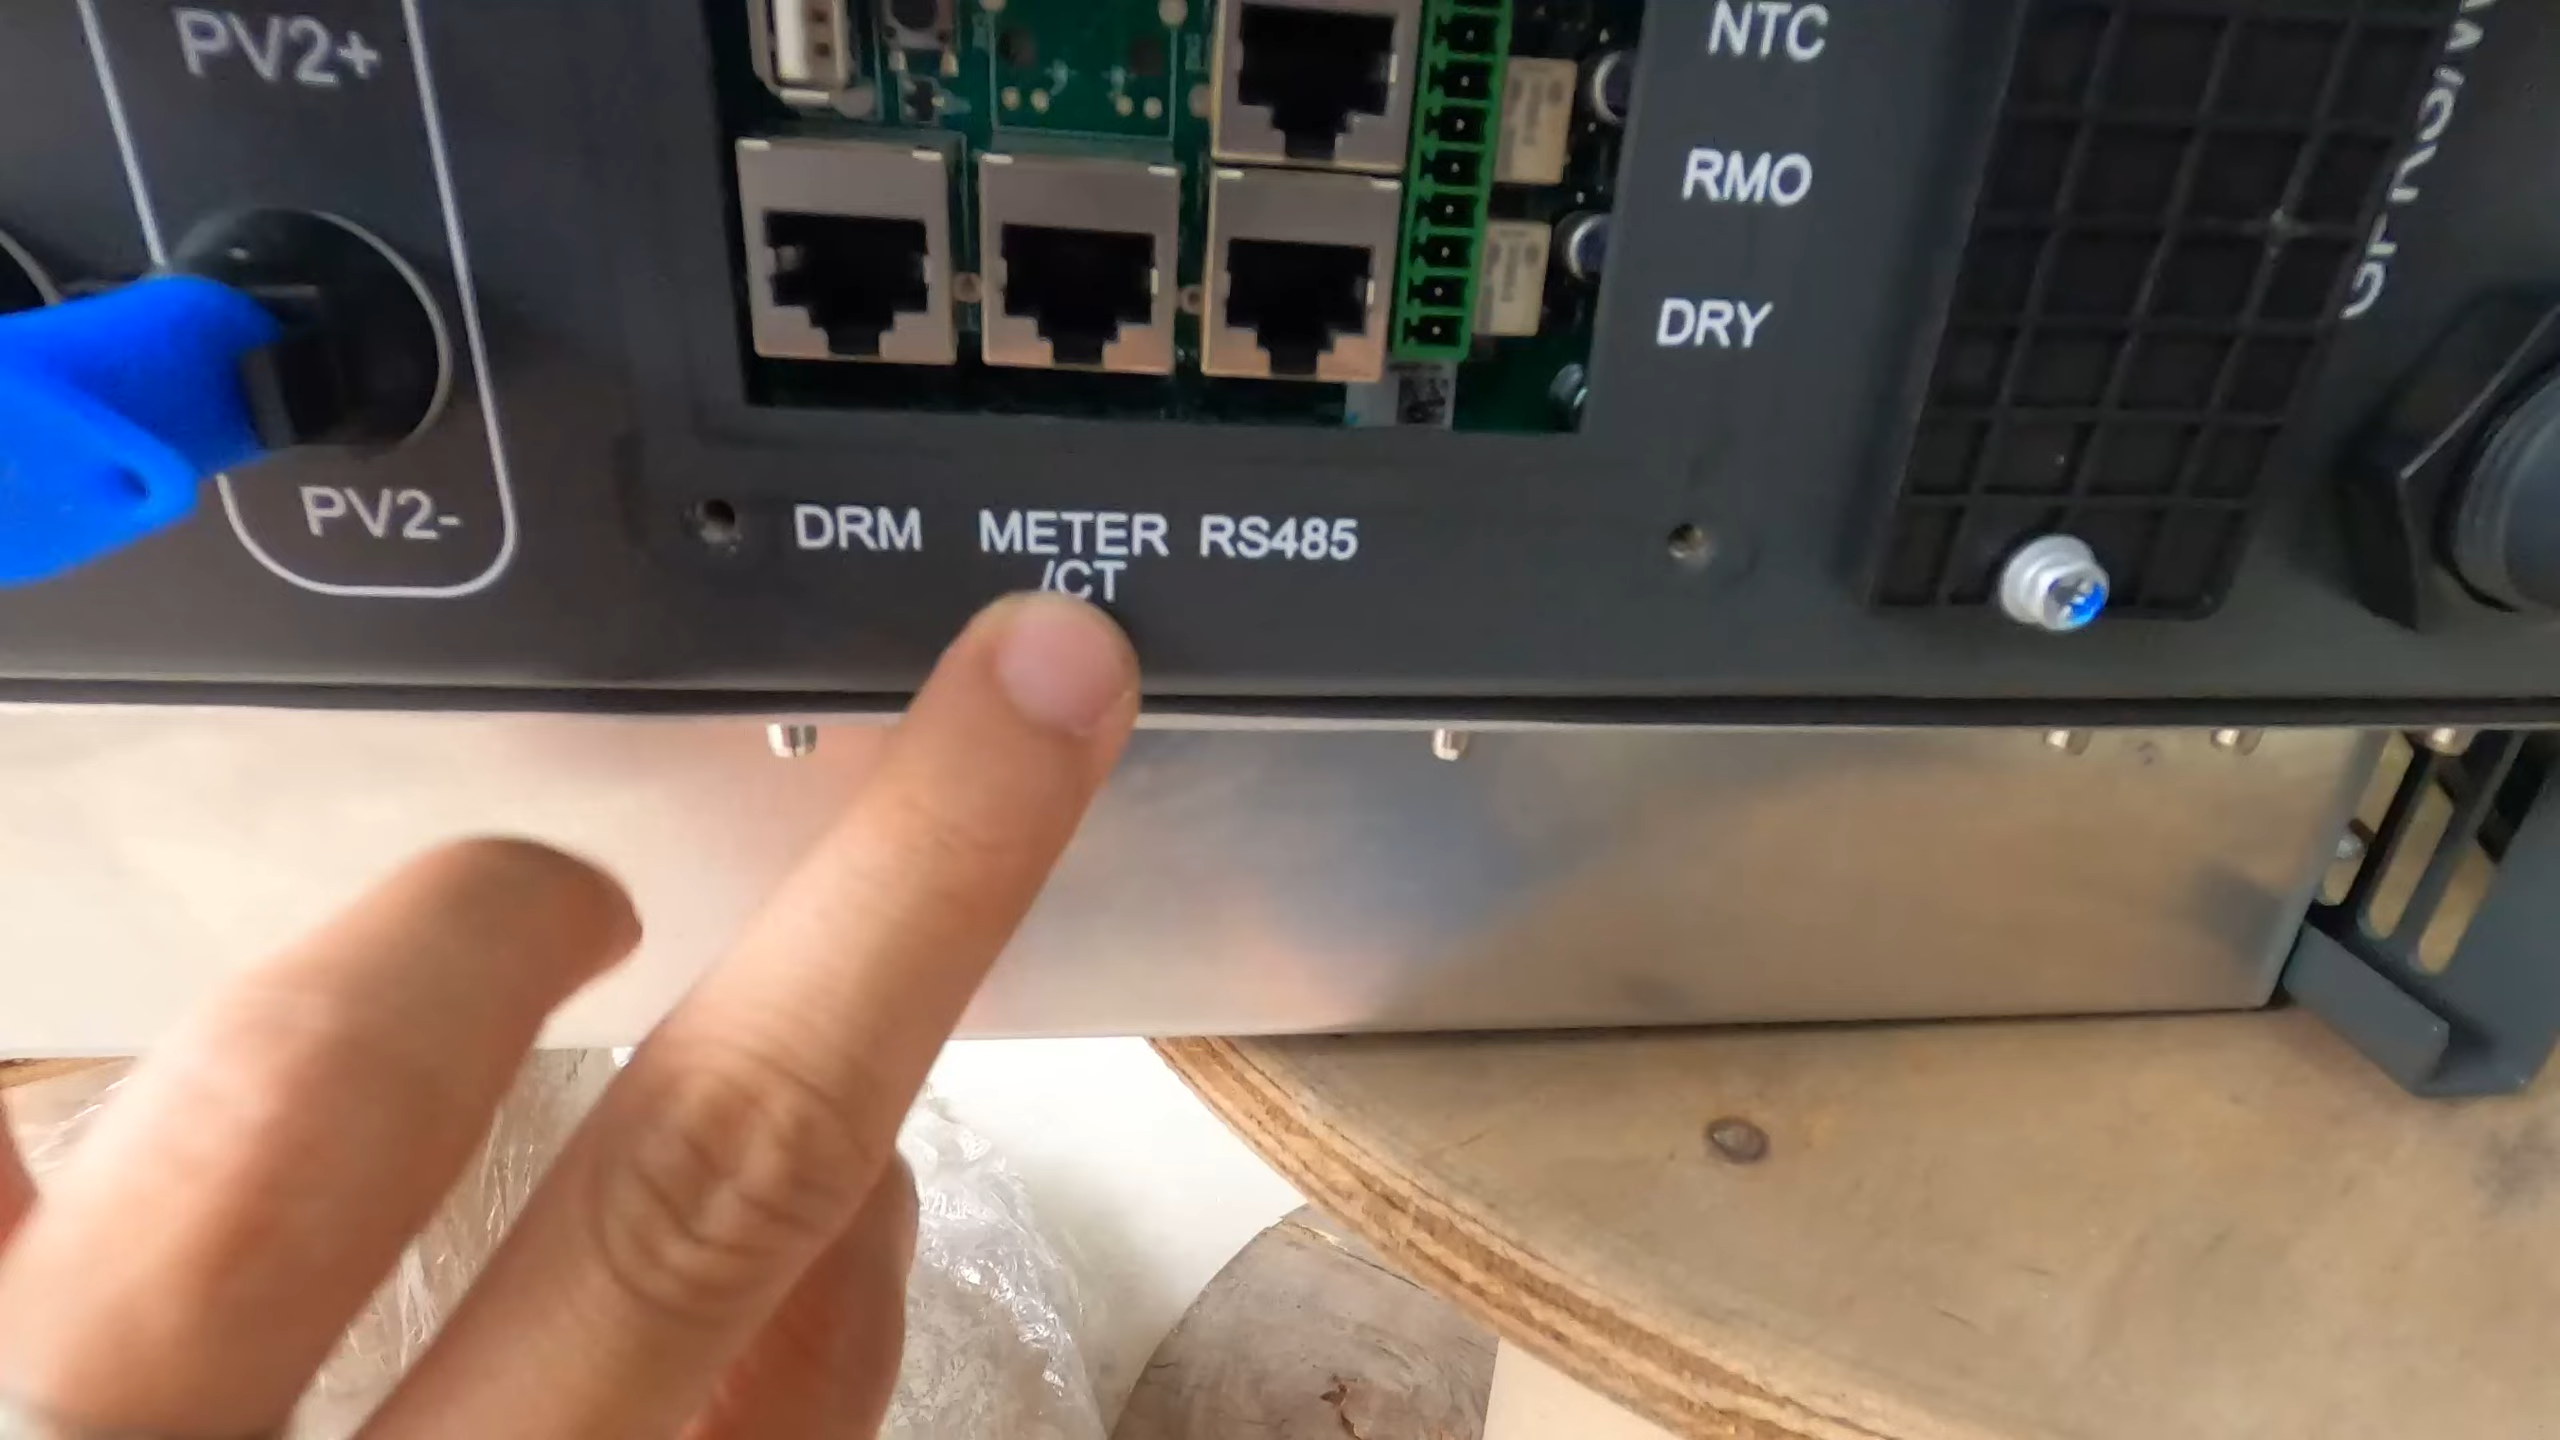 PV2+
NTC
RMO
DRY
PV2-
DRM METER RS485
/CT